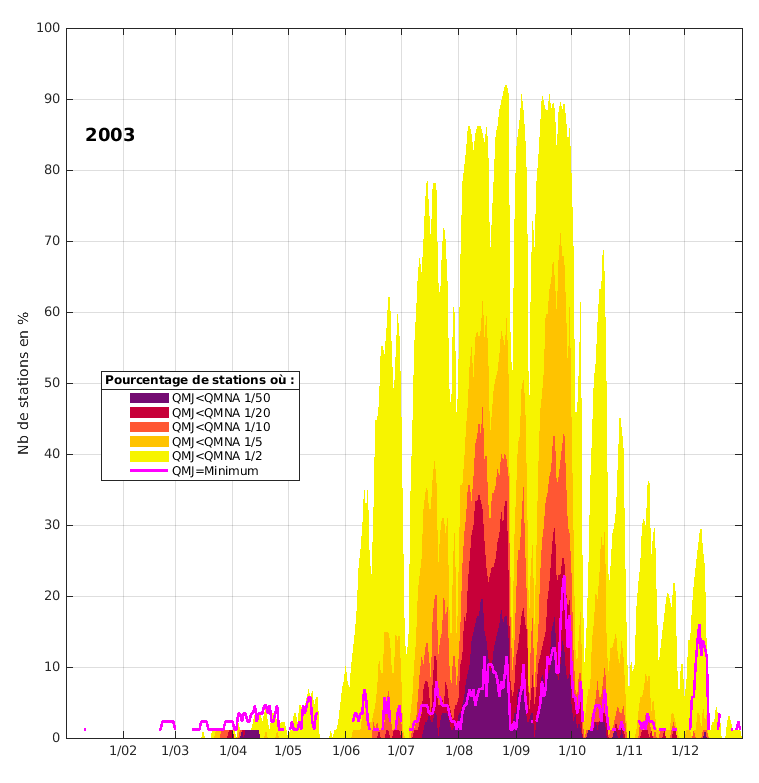 100
90
80
70
60
50
40
30
20
10
0
Nb de stations en %
2003
Pourcentage de stations où :
QMJ<QMNA 1/50
QMJ<QMNA 1/20
QMJ<QMNA 1/10
QMJ<QMNA 1/5
QMJ<QMNA 1/2
QMJ=Minimum
1/02 1/03 1/04 1/05 1/06 1/07 1/08 1/09 1/10 1/11 1/12